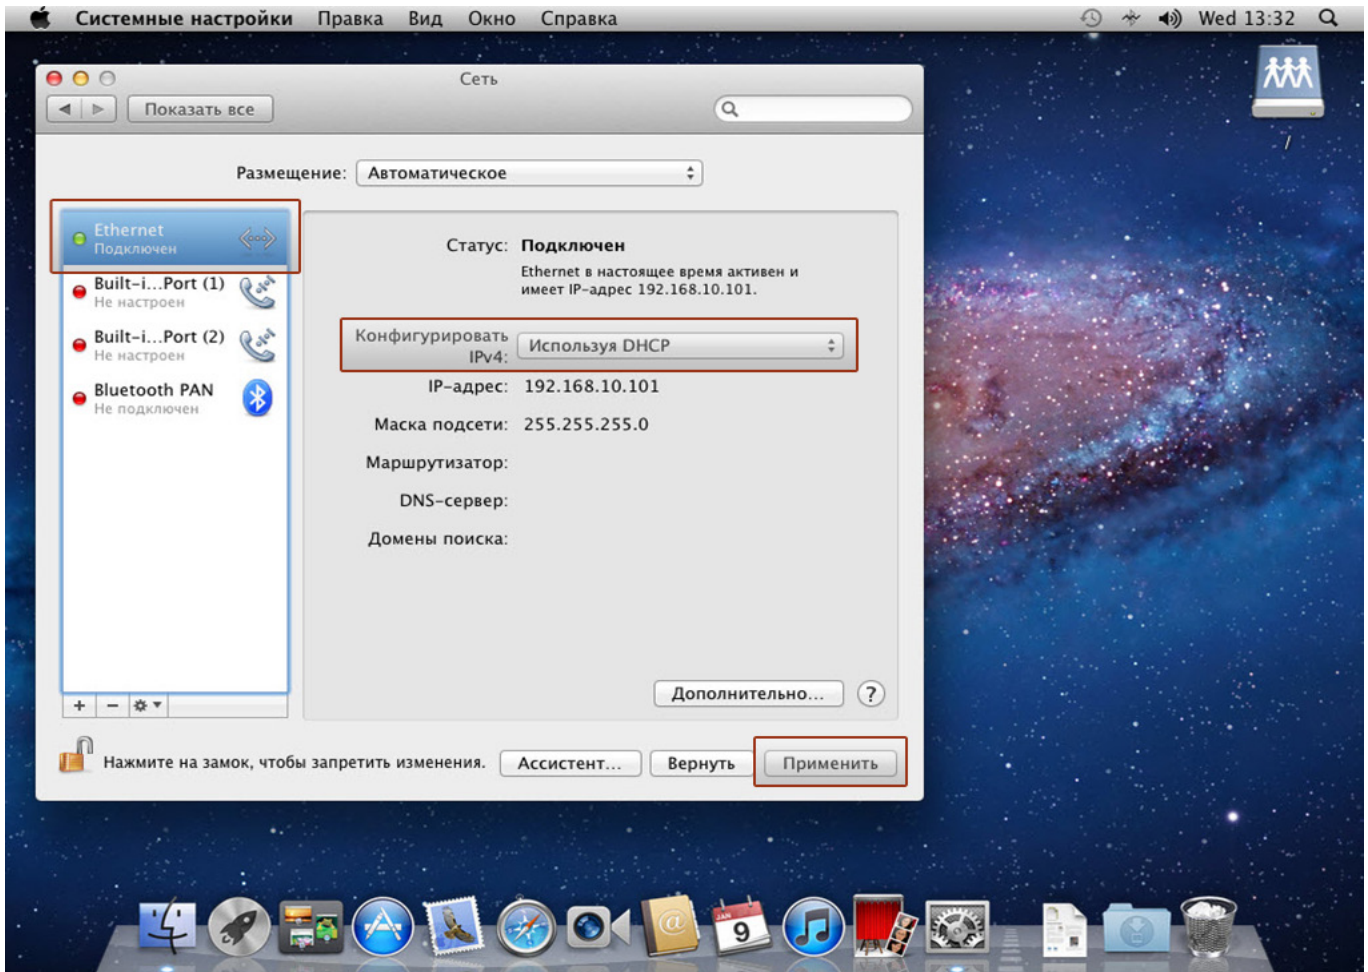 Системные настройки Правка Вид Окно Справка Wed 13:32
Сеть
Показать все
/
Размещение: Автоматическое
Ethernet
Подключен
Built-i...Port (1)
Не настроен
Built-i...Port (2)
Не настроен
Bluetooth PAN
Не подключен
Статус: Подключен
Ethernet в настоящее время активен и
имеет IP-адрес 192.168.10.101.
Конфигурировать
IPv4: Используя DHCP
IP-адрес: 192.168.10.101
Маска подсети: 255.255.255.0
Маршрутизатор:
DNS-сервер:
Домены поиска:
Дополнительно... ?
+ −
Нажмите на замок, чтобы запретить изменения. Ассистент... Вернуть Применить
@
JAN
9